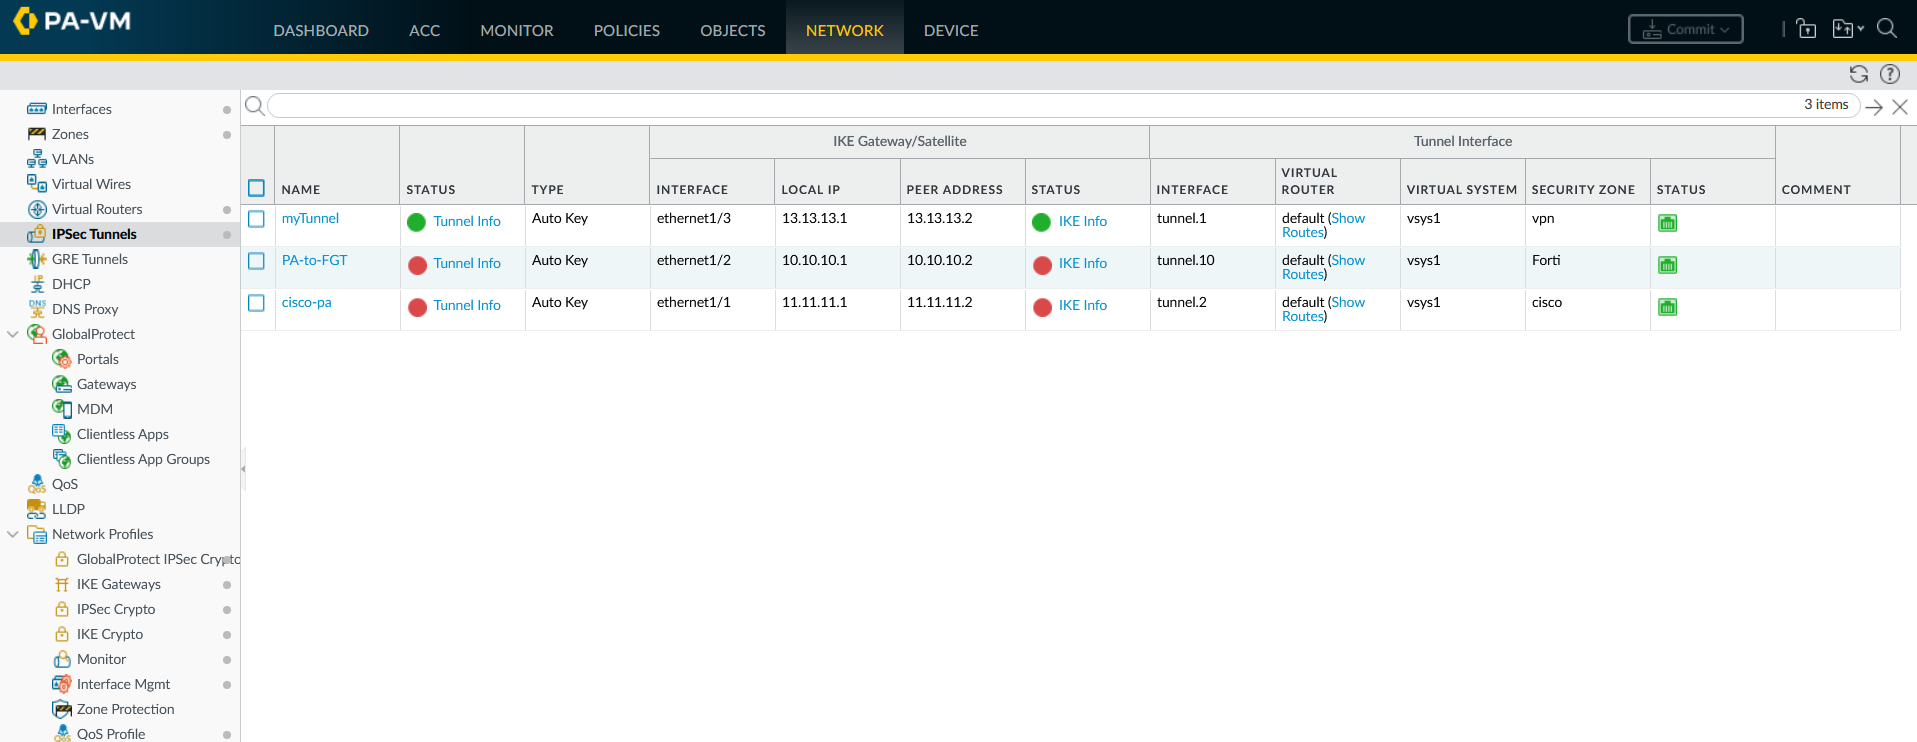 PA-VM
DASHBOARD ACC MONITOR POLICIES OBJECTS NETWORK DEVICE Commit
3 items
Interfaces
Zones
VLANs
Virtual Wires
Virtual Routers
IPSec Tunnels
GRE Tunnels
DHCP
DNS Proxy
GlobalProtect
Portals
Gateways
MDM
Clientless Apps
Clientless App Groups
QoS
LLDP
Network Profiles
GlobalProtect IPSec Crypto
IKE Gateways
IPSec Crypto
IKE Crypto
Monitor
Interface Mgmt
Zone Protection
QoS Profile
IKE Gateway/Satellite Tunnel Interface
NAME STATUS TYPE INTERFACE LOCAL IP PEER ADDRESS STATUS INTERFACE VIRTUAL ROUTER VIRTUAL SYSTEM SECURITY ZONE STATUS COMMENT
myTunnel Tunnel Info Auto Key ethernet1/3 13.13.13.1 13.13.13.2 IKE Info tunnel.1 default (Show Routes) vsys1 vpn
PA-to-FGT Tunnel Info Auto Key ethernet1/2 10.10.10.1 10.10.10.2 IKE Info tunnel.10 default (Show Routes) vsys1 Forti
cisco-pa Tunnel Info Auto Key ethernet1/1 11.11.11.1 11.11.11.2 IKE Info tunnel.2 default (Show Routes) vsys1 cisco